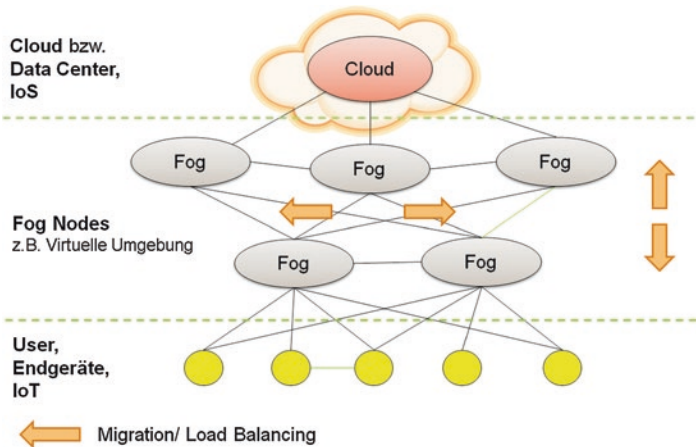 Cloud bzw.
Data Center,
IoS
Cloud
Fog
Fog
Fog
Fog Nodes
z.B. Virtuelle Umgebung
Fog
Fog
User,
Endgeräte,
IoT
Migration/ Load Balancing